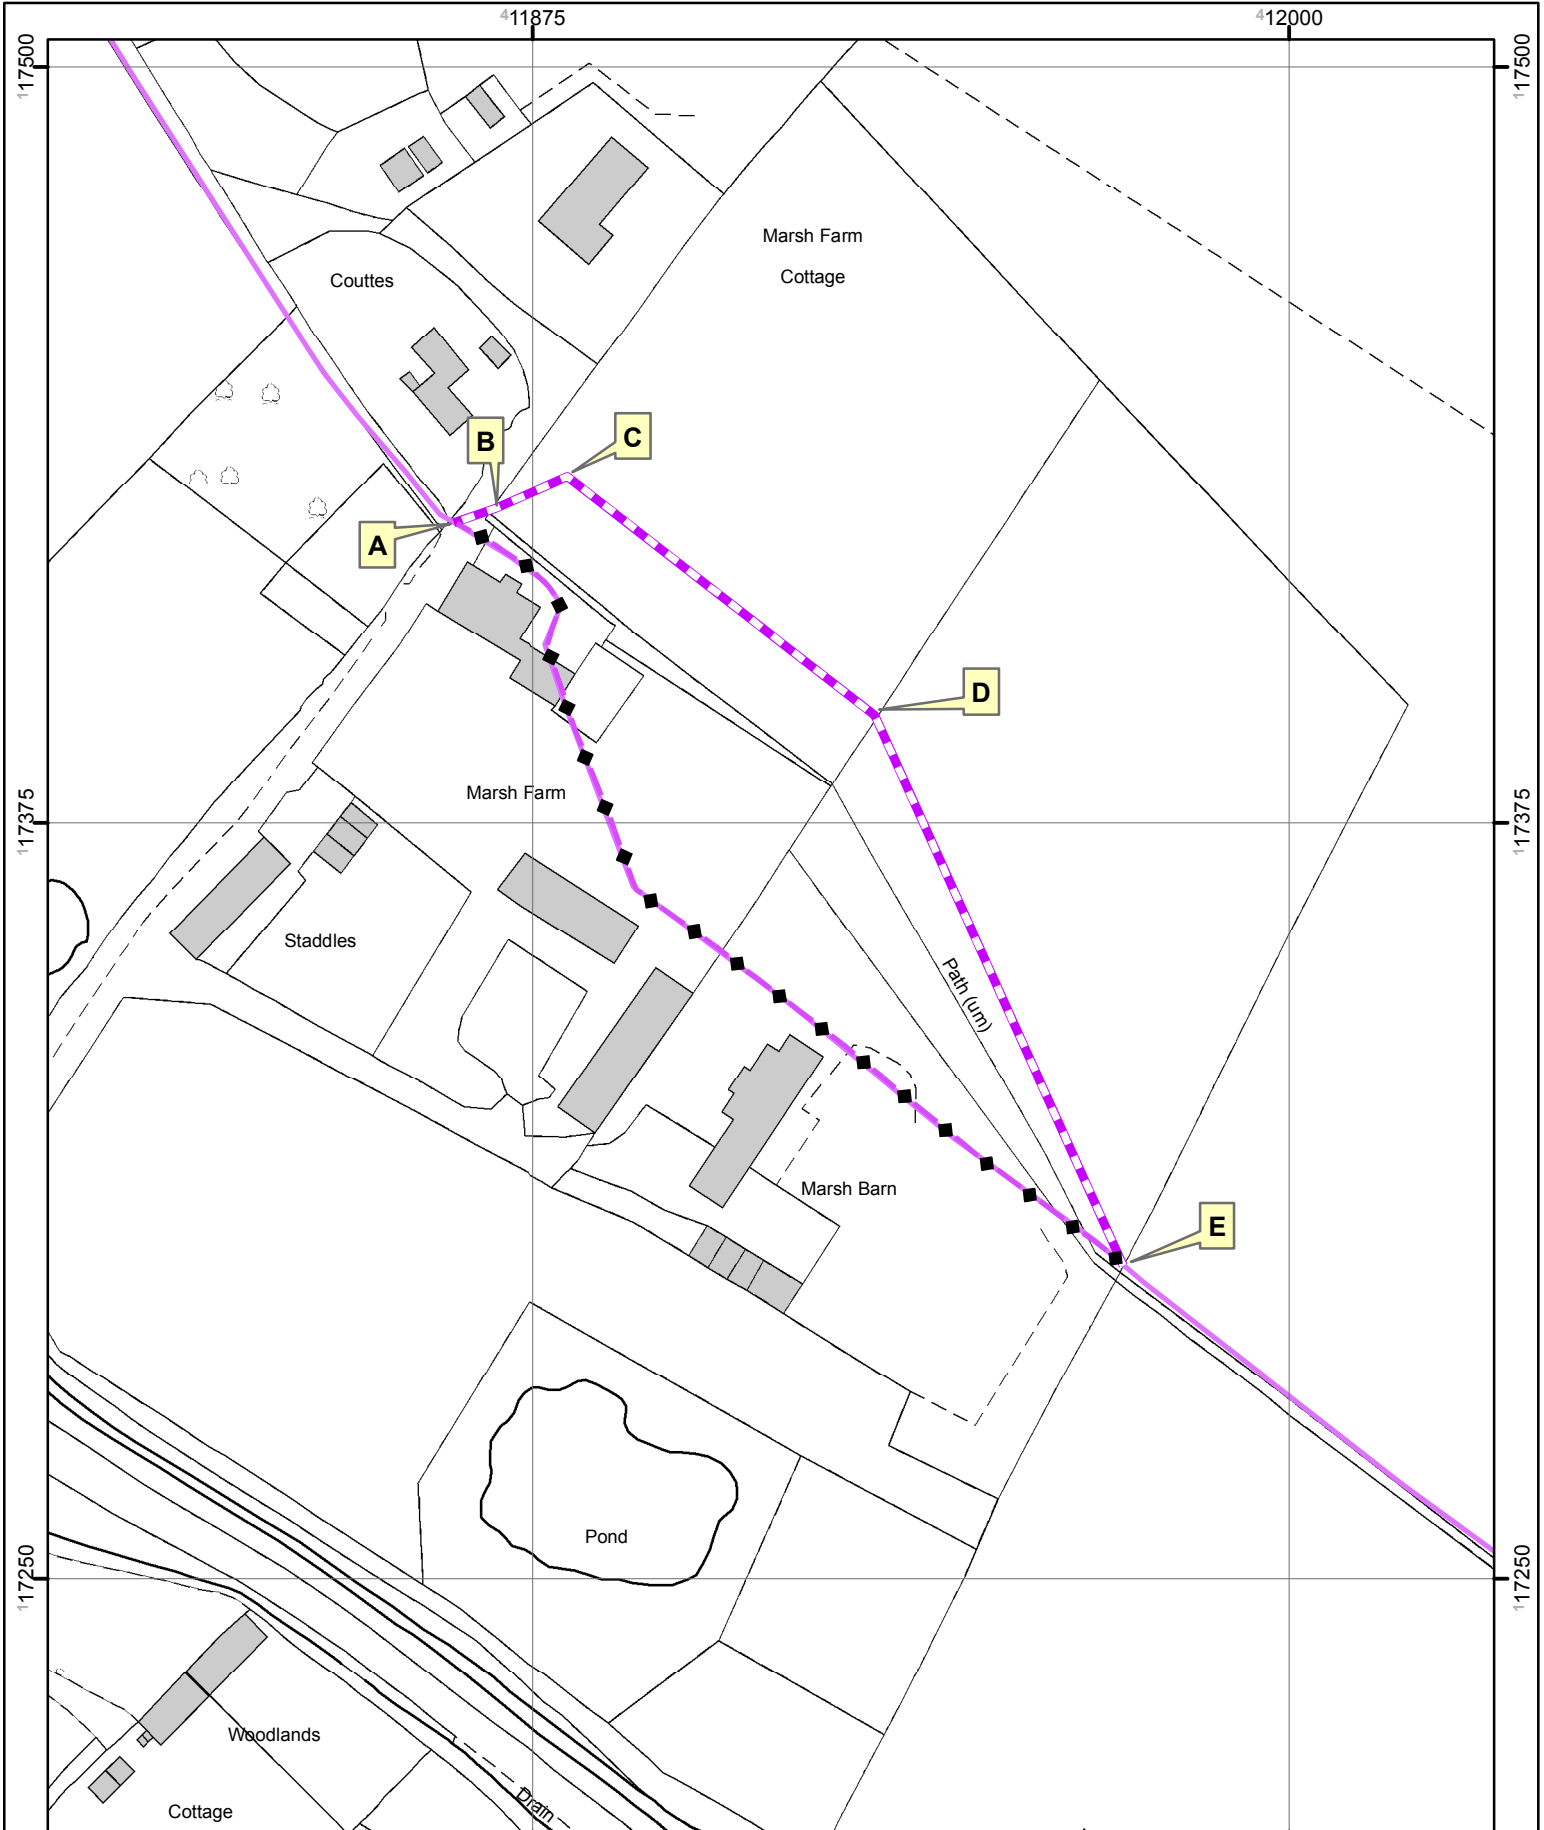 411875
412000
117500
117500
Marsh Farm
Cottage
Couttes
B
C
A
D
117375
117375
Marsh Farm
Staddles
Path (um)
Marsh Barn
E
Pond
117250
117250
Woodlands
Cottage
Drain